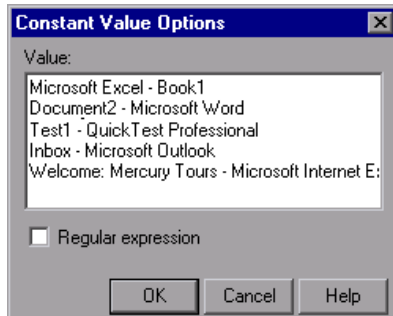 Constant Value Options
Value:
Microsoft Excel - Book1
Document2 - Microsoft Word
Test1 - QuickTest Professional
Inbox - Microsoft Outlook
Welcome: Mercury Tours - Microsoft Internet E:
Regular expression
OK Cancel Help